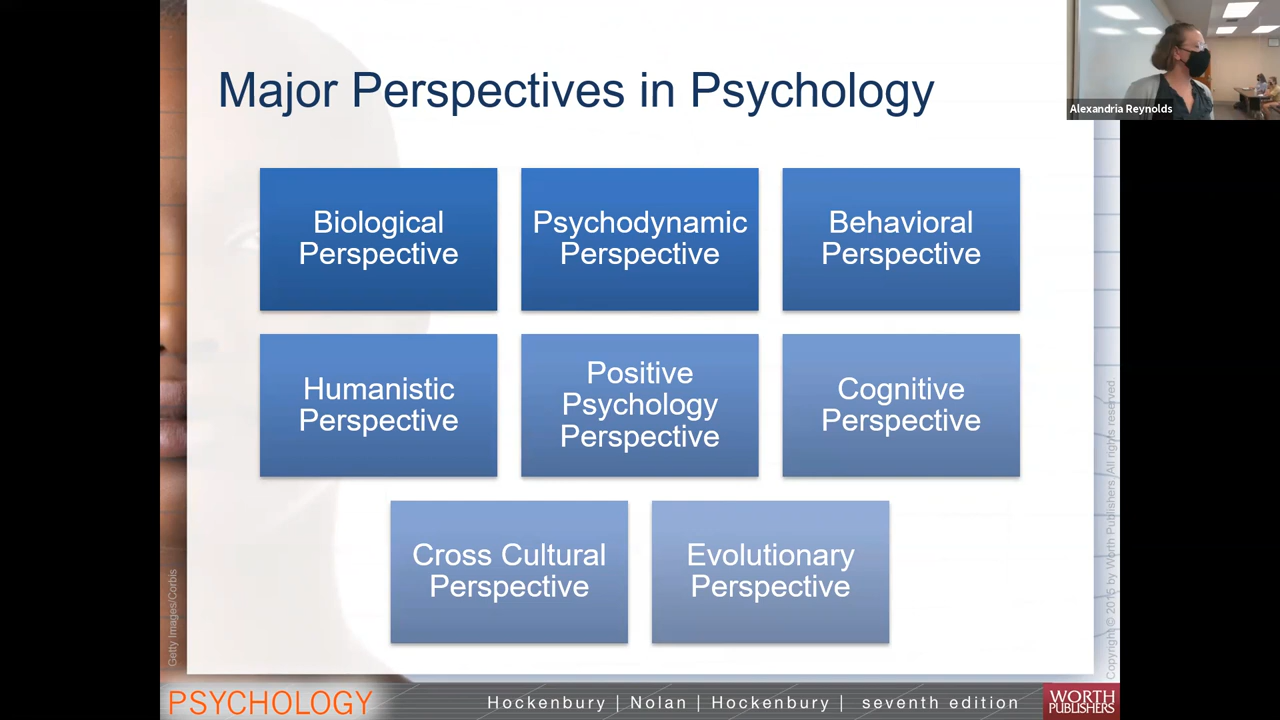 Major Perspectives in Psychology
Alexandria Reynolds
Biological
Perspective
Psychodynamic
Perspective
Behavioral
Perspective
Humanistic
Perspective
Positive
Psychology
Perspective
Cognitive
Perspective
Cross Cultural
Perspective
Evolutionary
Perspective
Getty Images/Corbis
Copyright © 2015 by Worth Publishers. All rights reserved.
PSYCHOLOGY
Hockenbury | Nolan | Hockenbury | seventh edition
WORTH
PUBLISHERS